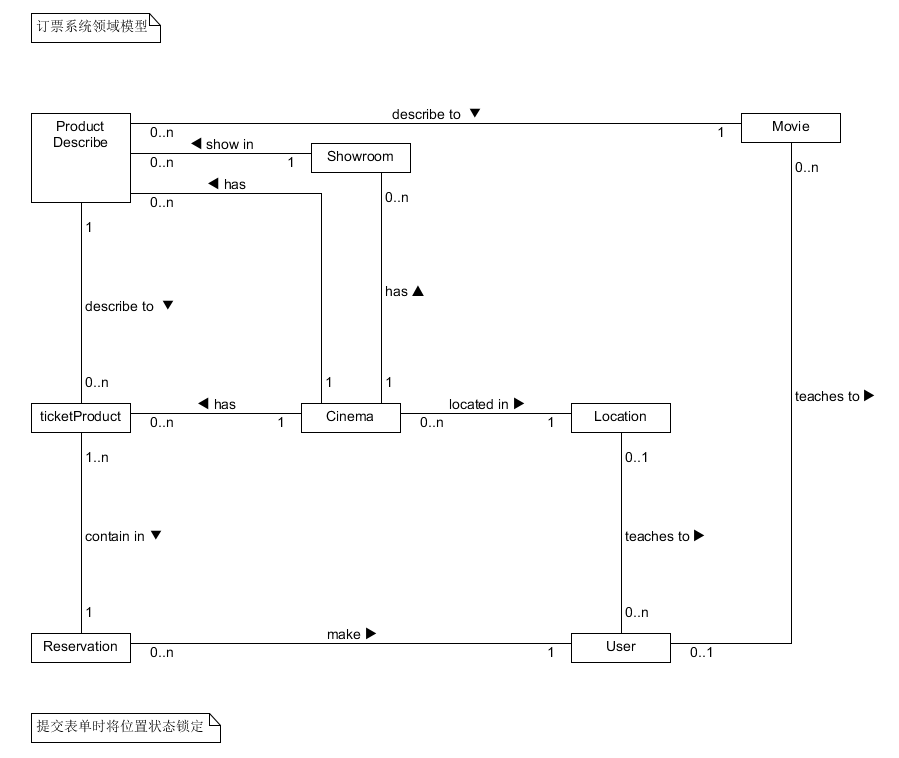 订票系统领域模型
describe to ▼
Product
Describe
Movie
0..n
1
◀ show in
Showroom
0..n
1
0..n
◀ has
0..n
0..n
1
has ▲
describe to ▼
0..n
1
1
teaches to ▶
◀ has
located in ▶
ticketProduct
Cinema
Location
0..n
1
0..n
1
1..n
0..1
contain in ▼
teaches to ▶
1
0..n
make ▶
Reservation
User
0..n
1
0..1
提交表单时将位置状态锁定